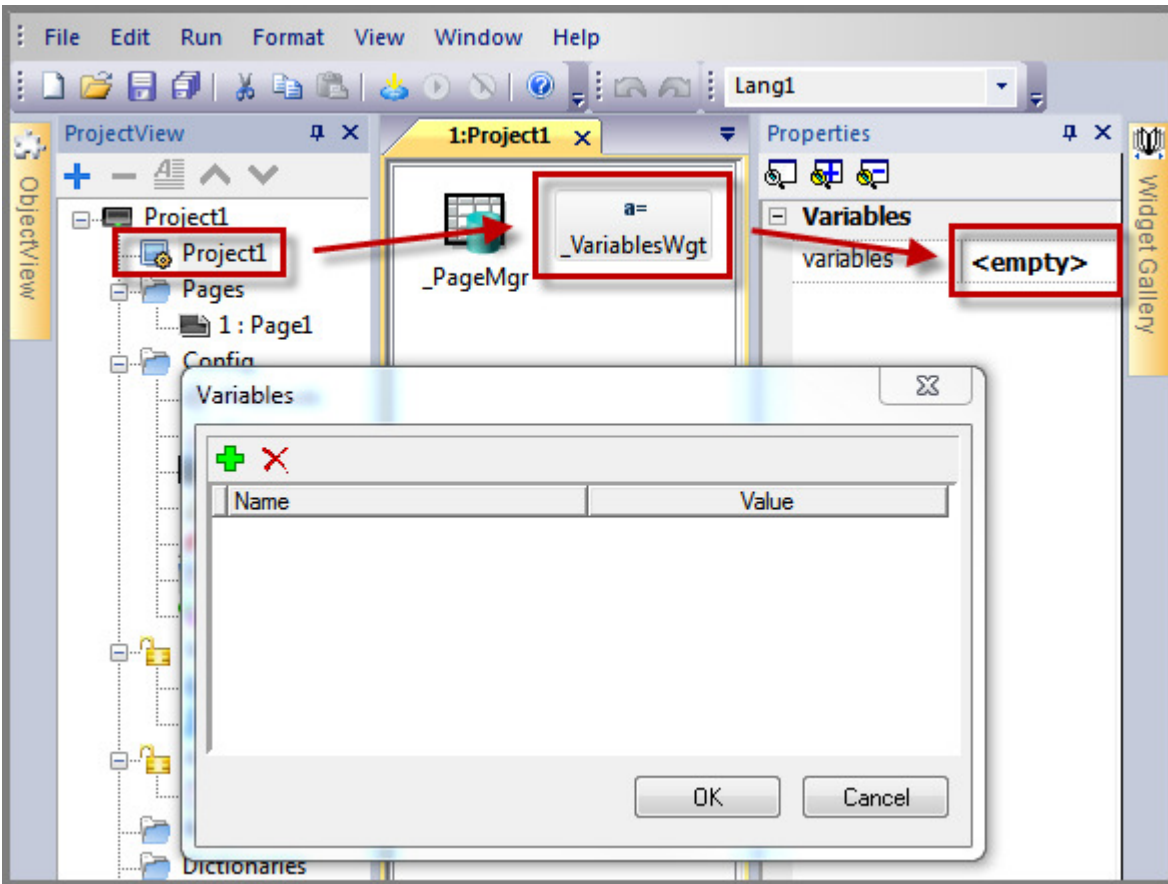 File Edit Run Format View Window Help
Lang1
ObjectView
ProjectView
Project1
Project1
Pages
1 : Page1
Config
Dictionaries
1:Project1
_PageMgr
a=
_VariablesWgt
Properties
Variables
variables <empty>
Widget Gallery
Variables
Name Value
OK Cancel